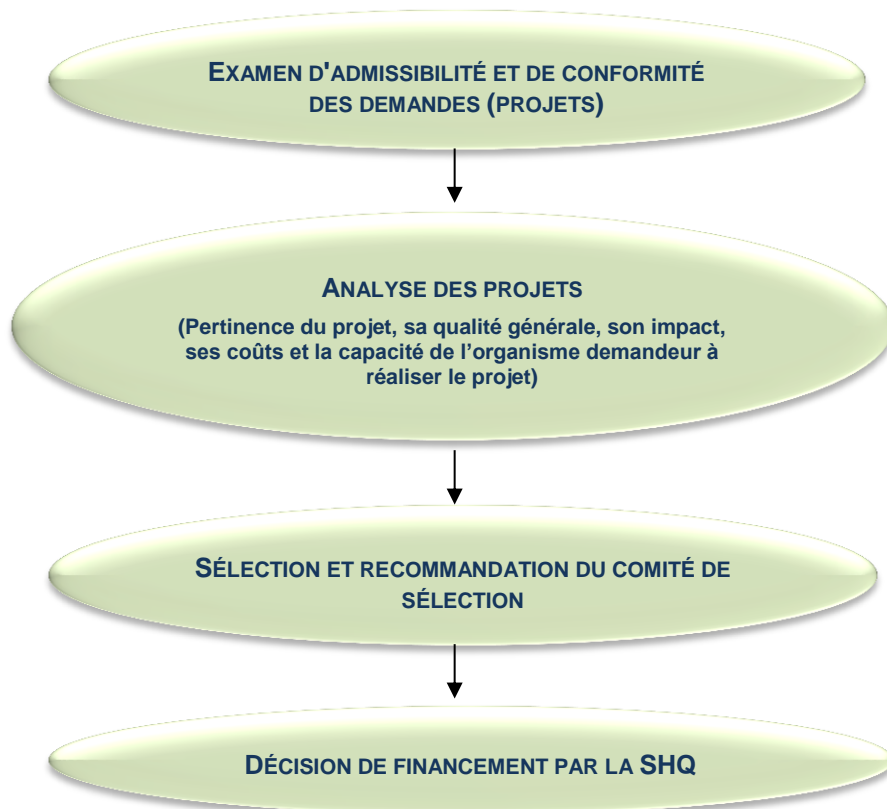 EXAMEN D'ADMISSIBILITÉ ET DE CONFORMITÉ
DES DEMANDES (PROJETS)
ANALYSE DES PROJETS
(Pertinence du projet, sa qualité générale, son impact,
ses coûts et la capacité de l’organisme demandeur à
réaliser le projet)
SÉLECTION ET RECOMMANDATION DU COMITÉ DE
SÉLECTION
DÉCISION DE FINANCEMENT PAR LA SHQ